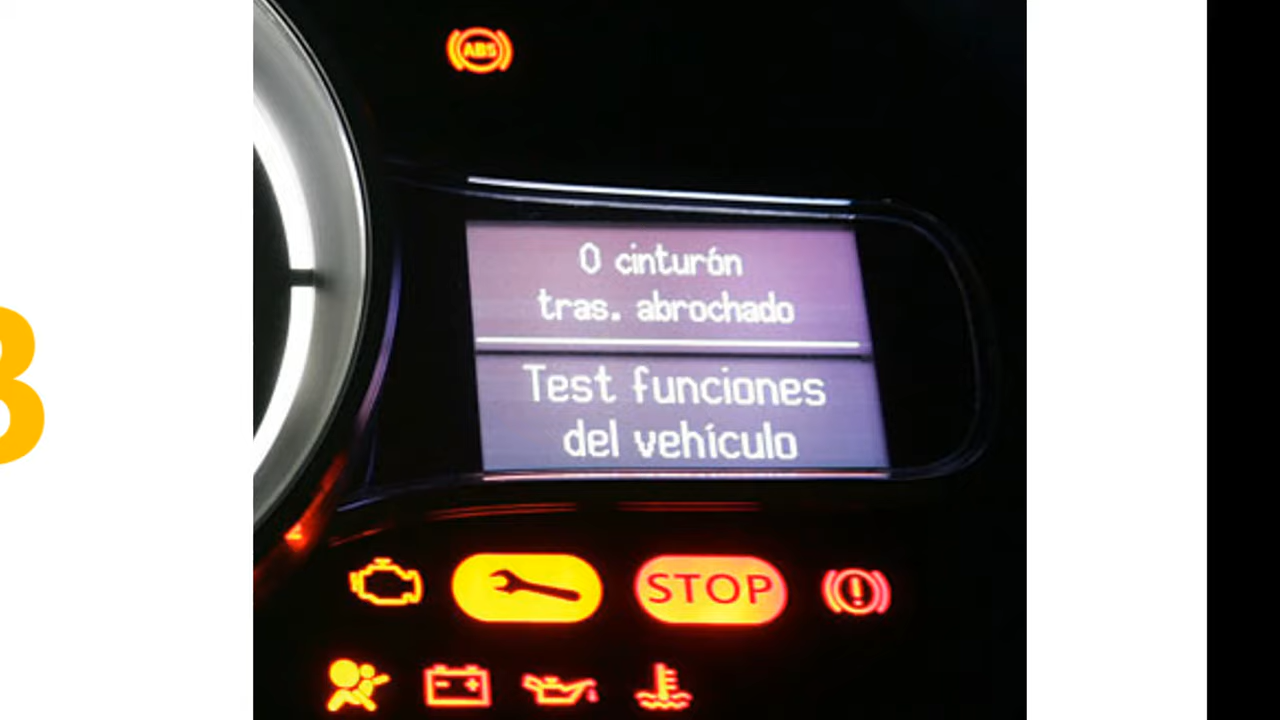 ABS
0 cinturón
tras. abrochado
Test funciones
del vehículo
STOP